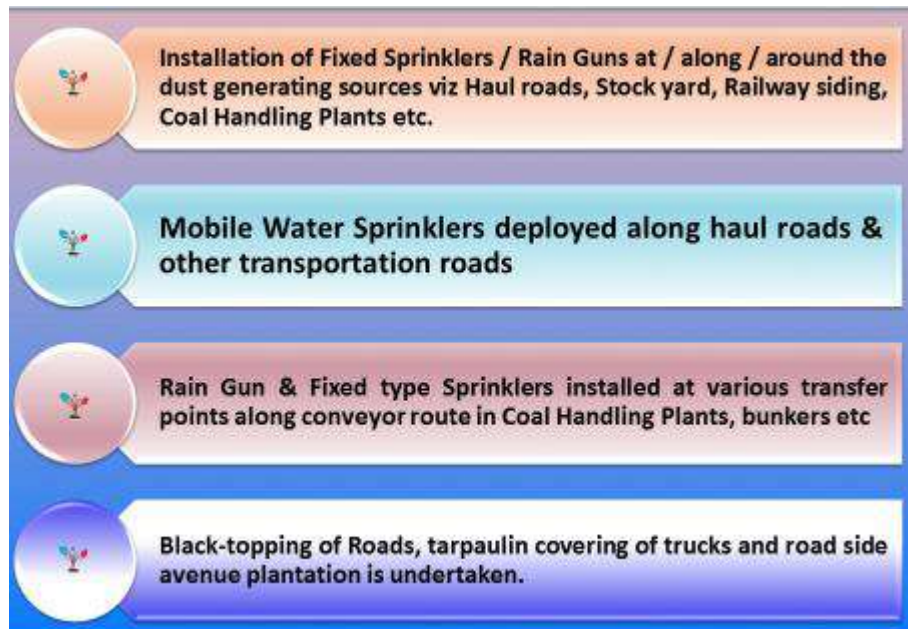 Installation of Fixed Sprinklers / Rain Guns at / along / around the
dust generating sources viz Haul roads, Stock yard, Railway siding,
Coal Handling Plants etc.
Mobile Water Sprinklers deployed along haul roads &
other transportation roads
Rain Gun & Fixed type Sprinklers installed at various transfer
points along conveyor route in Coal Handling Plants, bunkers etc
Black-topping of Roads, tarpaulin covering of trucks and road side
avenue plantation is undertaken.